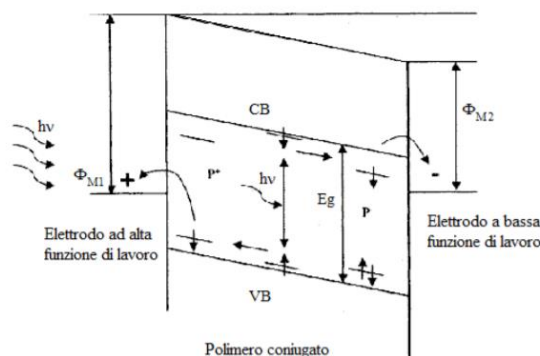 CB
hν
Φ_M2
Φ_M1
+
P⁺
hν
Eg
P
-
Elettrodo ad alta
funzione di lavoro
Elettrodo a bassa
funzione di lavoro
VB
Polimero coniugato